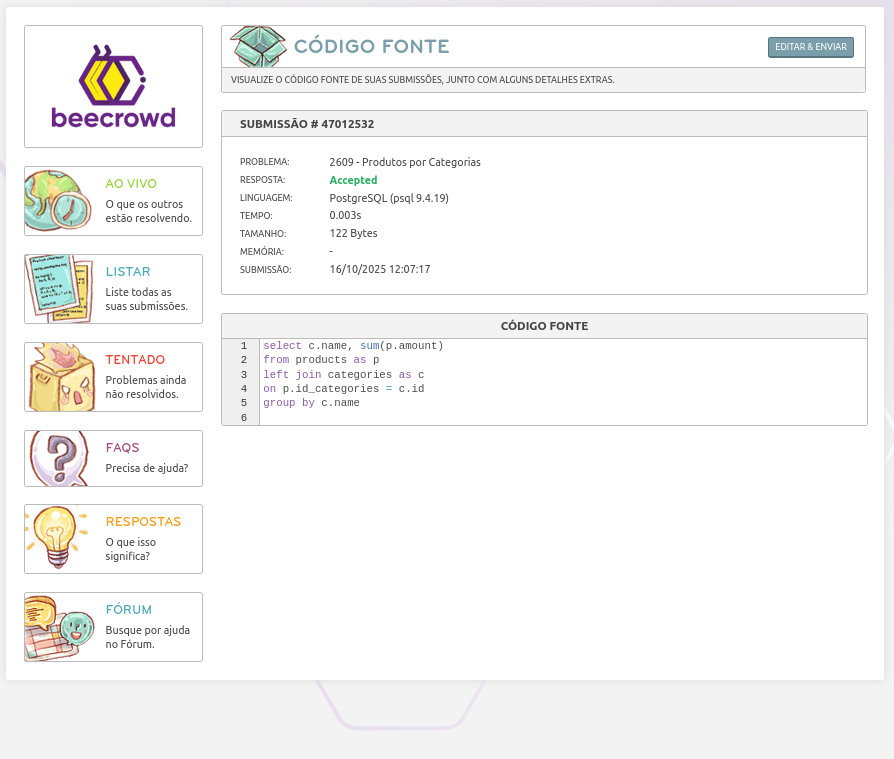 beecrowd
AO VIVO
O que os outros
estão resolvendo.
LISTAR
Liste todas as
suas submissões.
TENTADO
Problemas ainda
não resolvidos.
FAQS
Precisa de ajuda?
RESPOSTAS
O que isso
significa?
FÓRUM
Busque por ajuda
no Fórum.
CÓDIGO FONTE
EDITAR & ENVIAR
VISUALIZE O CÓDIGO FONTE DE SUAS SUBMISSÕES, JUNTO COM ALGUNS DETALHES EXTRAS.
SUBMISSÃO # 47012532
PROBLEMA: 2609 - Produtos por Categorias
RESPOSTA: Accepted
LINGUAGEM: PostgreSQL (psql 9.4.19)
TEMPO: 0.003s
TAMANHO: 122 Bytes
MEMÓRIA: -
SUBMISSÃO: 16/10/2025 12:07:17
CÓDIGO FONTE
1 select c.name, sum(p.amount)
2 from products as p
3 left join categories as c
4 on p.id_categories = c.id
5 group by c.name
6